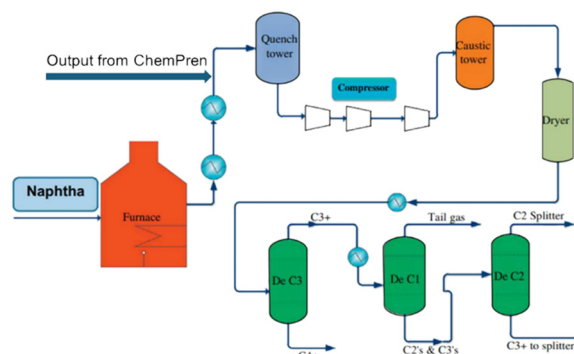 Output from ChemPren
Quench
tower
Compressor
Caustic
tower
Dryer
Naphtha
Furnace
C3+
Tail gas
C2 Splitter
De C3
De C1
De C2
C2's & C3's
C3+ to splitter